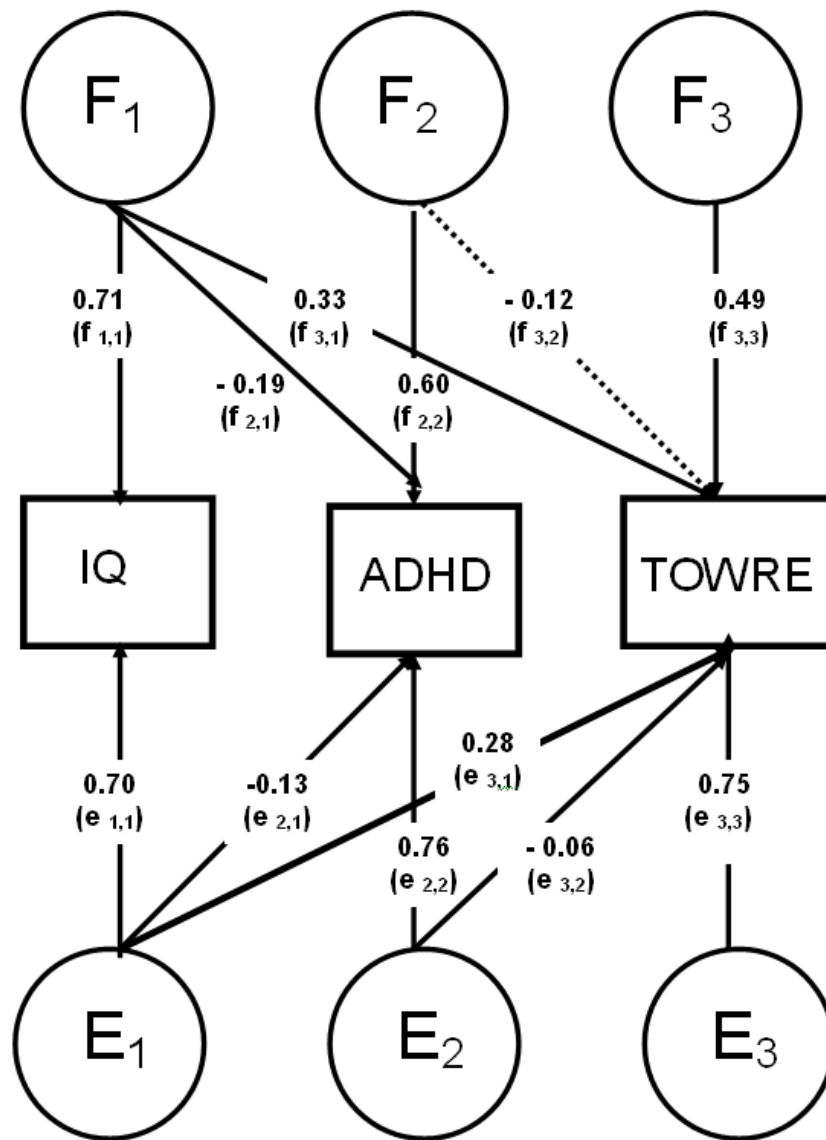 F1 F2 F3
0.71 0.33 - 0.12 0.49
(f 1,1) (f 3,1) (f 3,2) (f 3,3)
- 0.19 0.60
(f 2,1) (f 2,2)
IQ ADHD TOWRE
0.28
(e 3,1)
0.70 -0.13 0.75
(e 1,1) (e 2,1) (e 3,3)
0.76 - 0.06
(e 2,2) (e 3,2)
E1 E2 E3